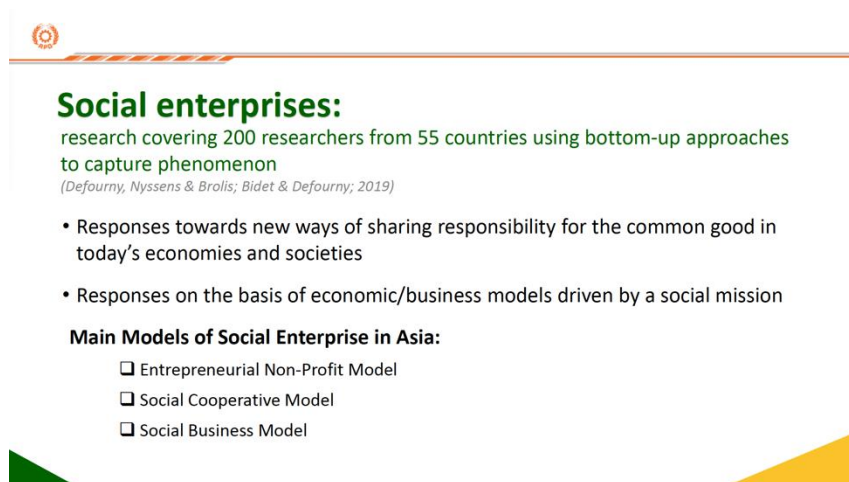 APO
Social enterprises:
research covering 200 researchers from 55 countries using bottom-up approaches
to capture phenomenon
(Defourny, Nyssens & Brolis; Bidet & Defourny; 2019)
• Responses towards new ways of sharing responsibility for the common good in
today’s economies and societies
• Responses on the basis of economic/business models driven by a social mission
Main Models of Social Enterprise in Asia:
❑ Entrepreneurial Non-Profit Model
❑ Social Cooperative Model
❑ Social Business Model